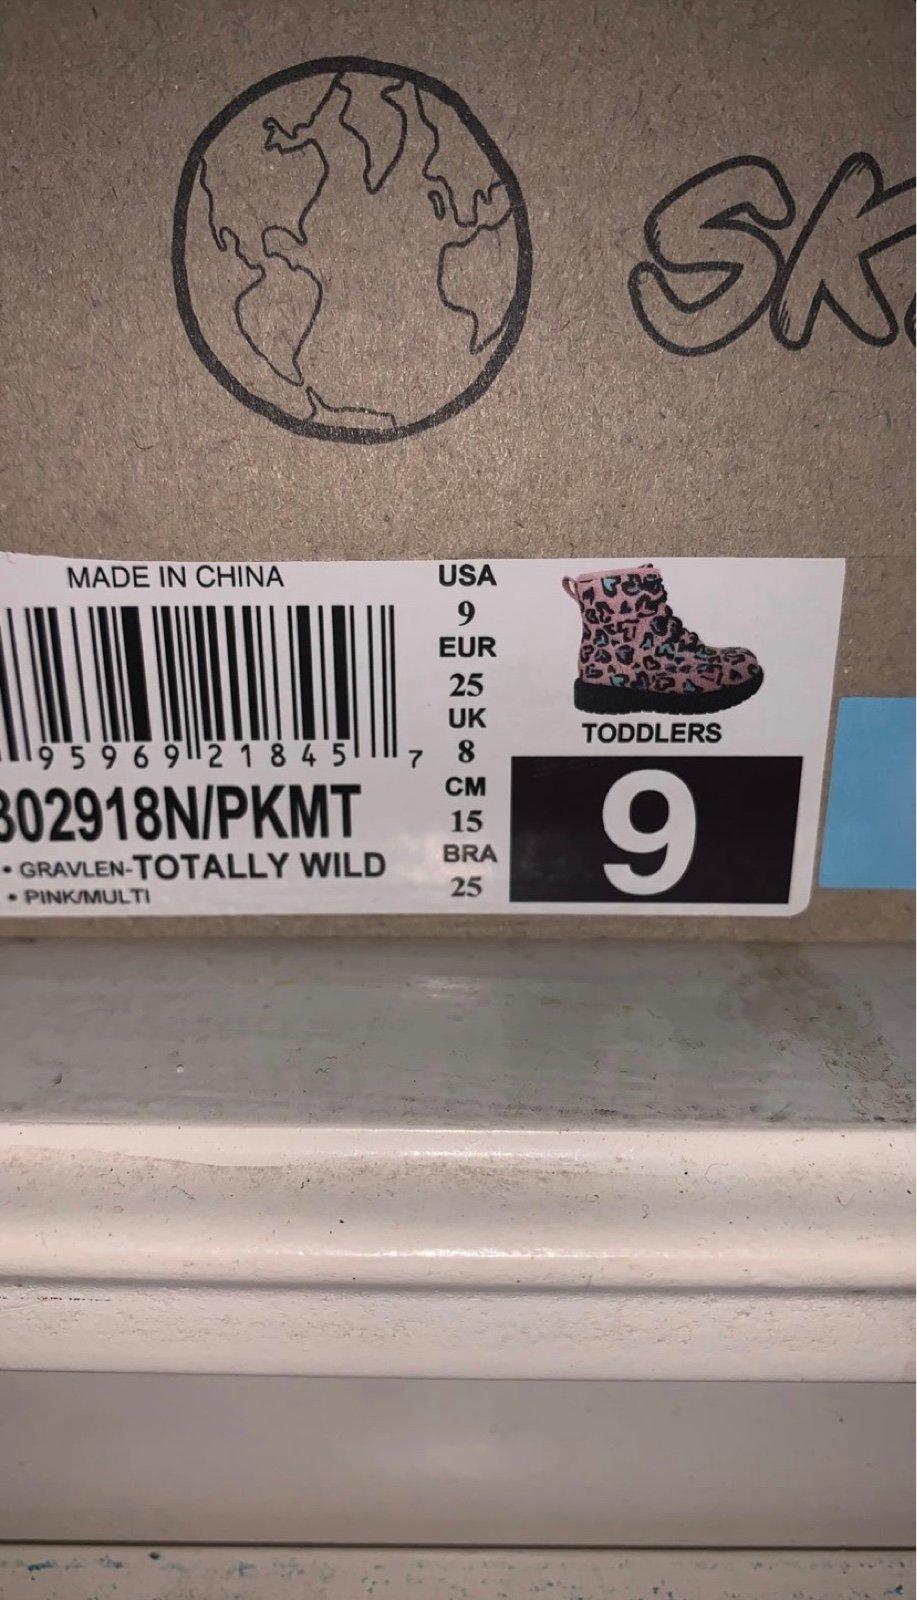 SK
MADE IN CHINA
95969 21845 7
302918N/PKMT
• GRAVLEN-TOTALLY WILD
• PINK/MULTI
USA
9
EUR
25
UK
8
CM
15
BRA
25
TODDLERS
9